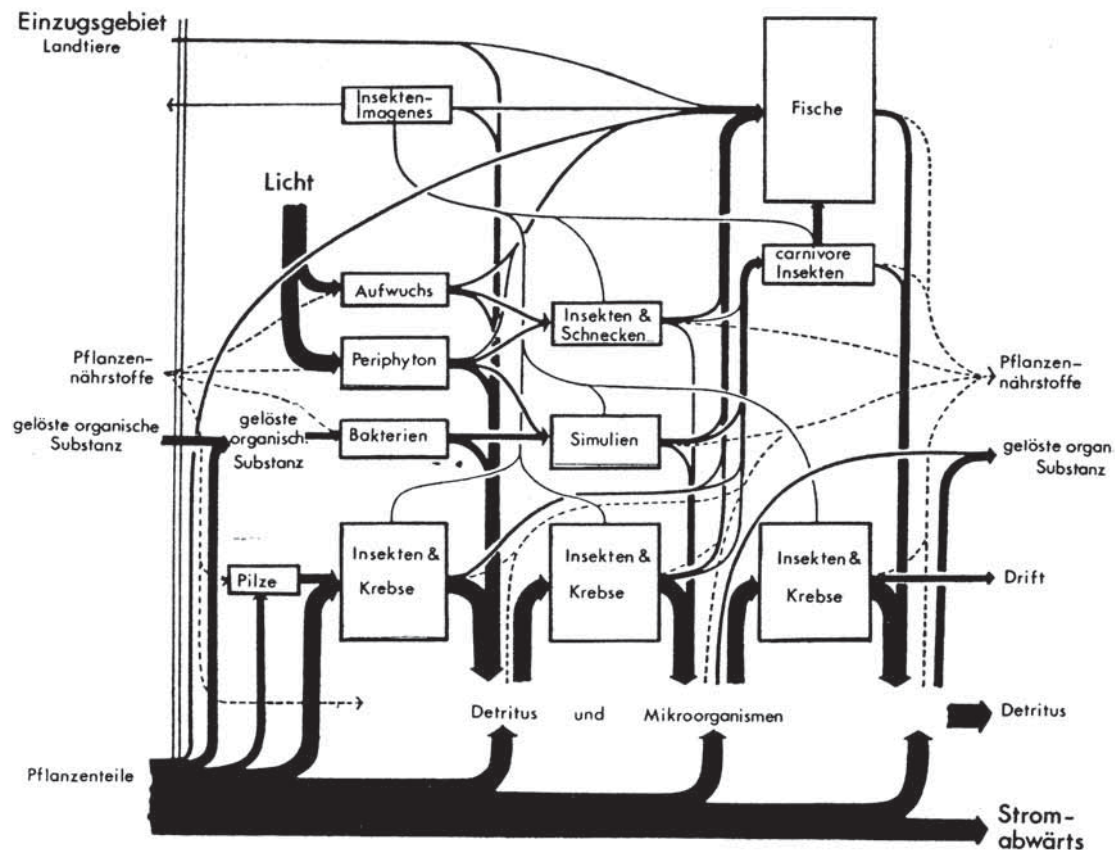 Einzugsgebiet
Landtiere
Insekten-
Imagines
Fische
Licht
carnivore
Insekten
Aufwuchs
Insekten &
Schnecken
Pflanzen-
nährstoffe
Periphyton
Pflanzen-
nährstoffe
gelöste organische
Substanz
gelöste
organisch.
Substanz
Bakterien
Simulien
gelöste organ.
Substanz
Pilze
Insekten &
Krebse
Insekten &
Krebse
Insekten &
Krebse
Drift
Detritus und Mikroorganismen
Detritus
Pflanzenteile
Strom-
abwärts